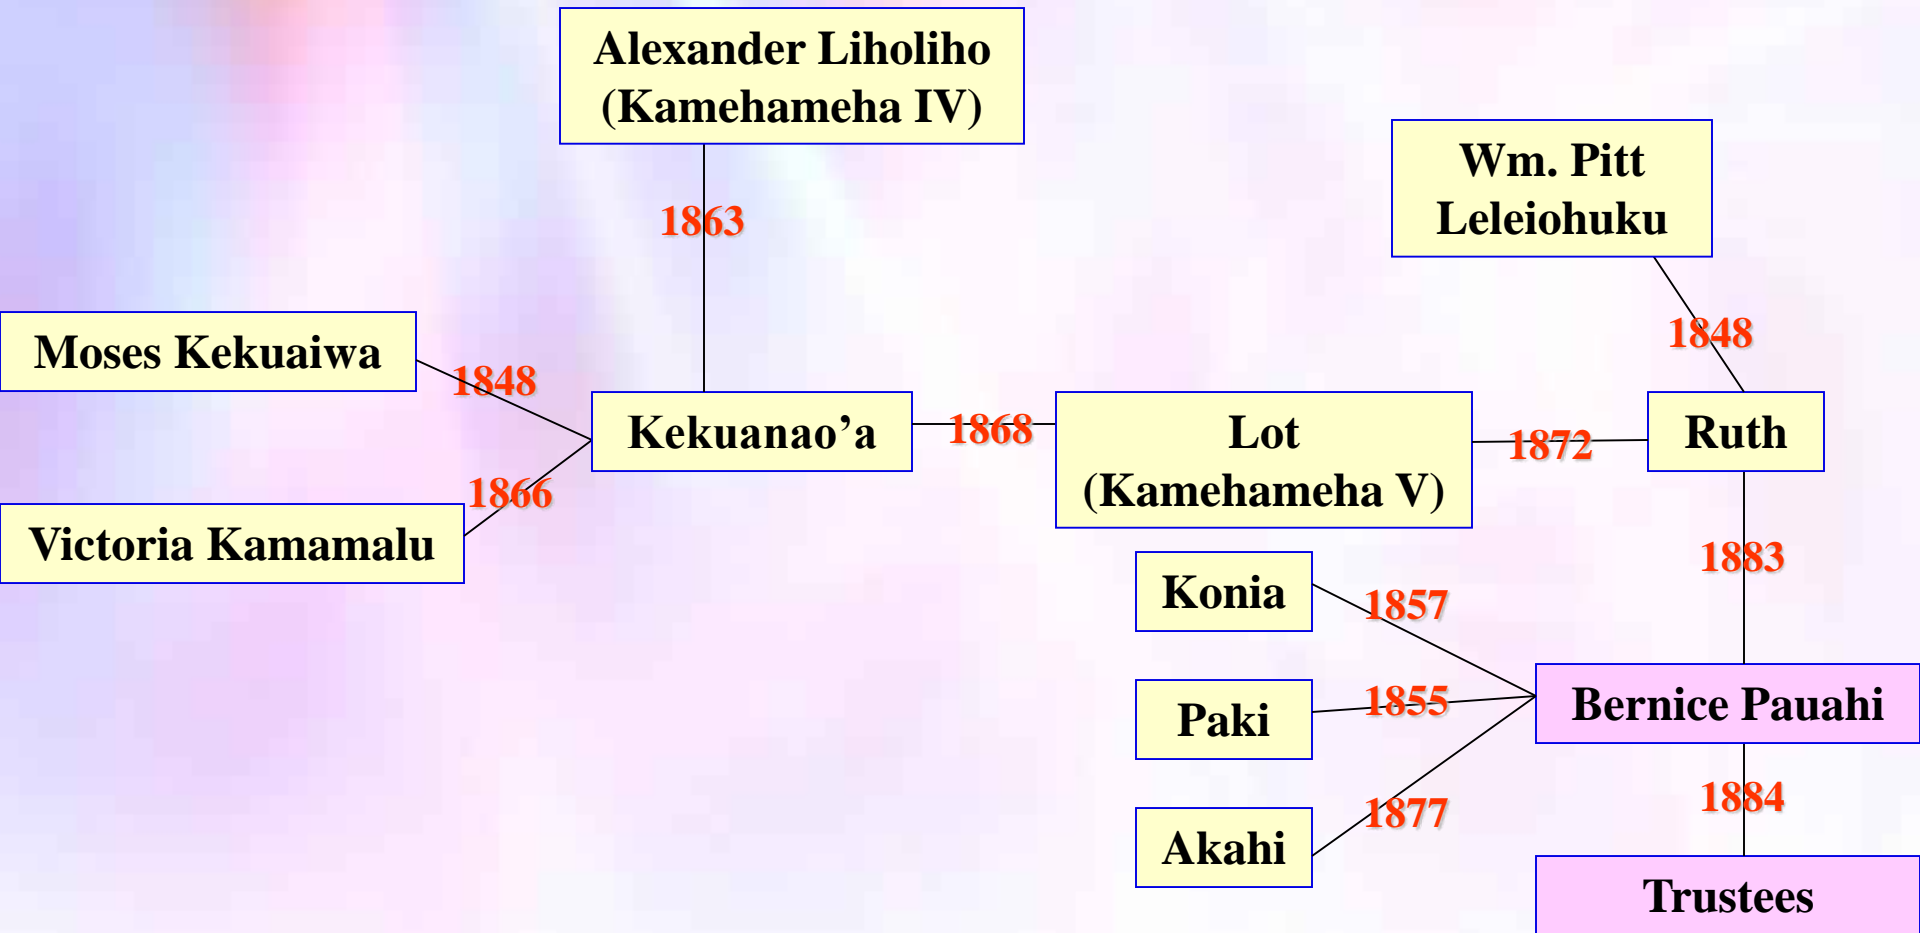 Alexander Liholiho
(Kamehameha IV)
Wm. Pitt
Leleiohuku
1863
1848
Moses Kekuaiwa
1848
Kekuanao’a
1868
Lot
(Kamehameha V)
1872
Ruth
1866
Victoria Kamamalu
1883
Konia
1857
Paki
1855
Bernice Pauahi
Akahi
1877
1884
Trustees